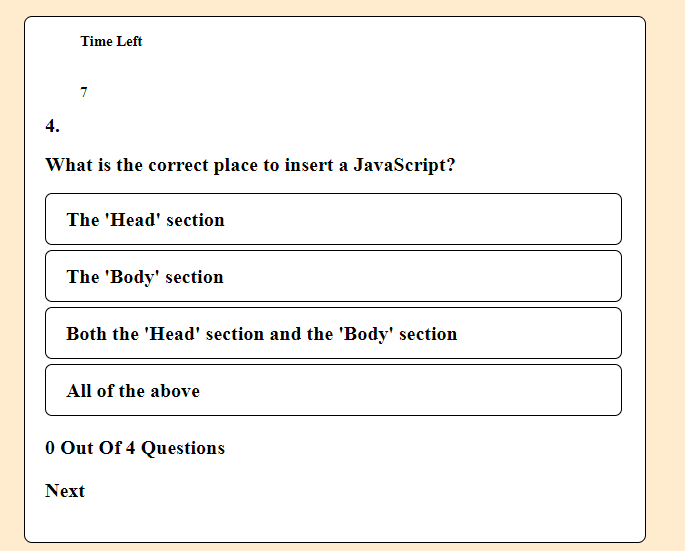 Time Left
7
4.
What is the correct place to insert a JavaScript?
The 'Head' section
The 'Body' section
Both the 'Head' section and the 'Body' section
All of the above
0 Out Of 4 Questions
Next